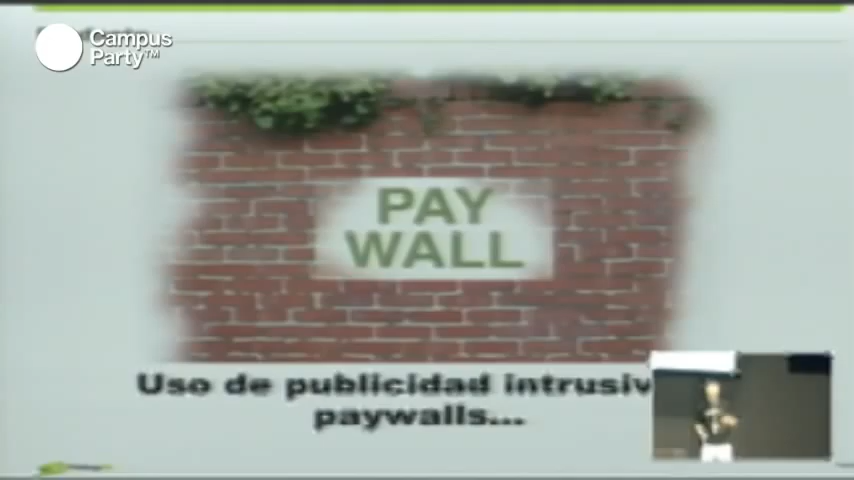 Campus
Party™
PAY
WALL
Uso de publicidad intrusiv
paywalls...